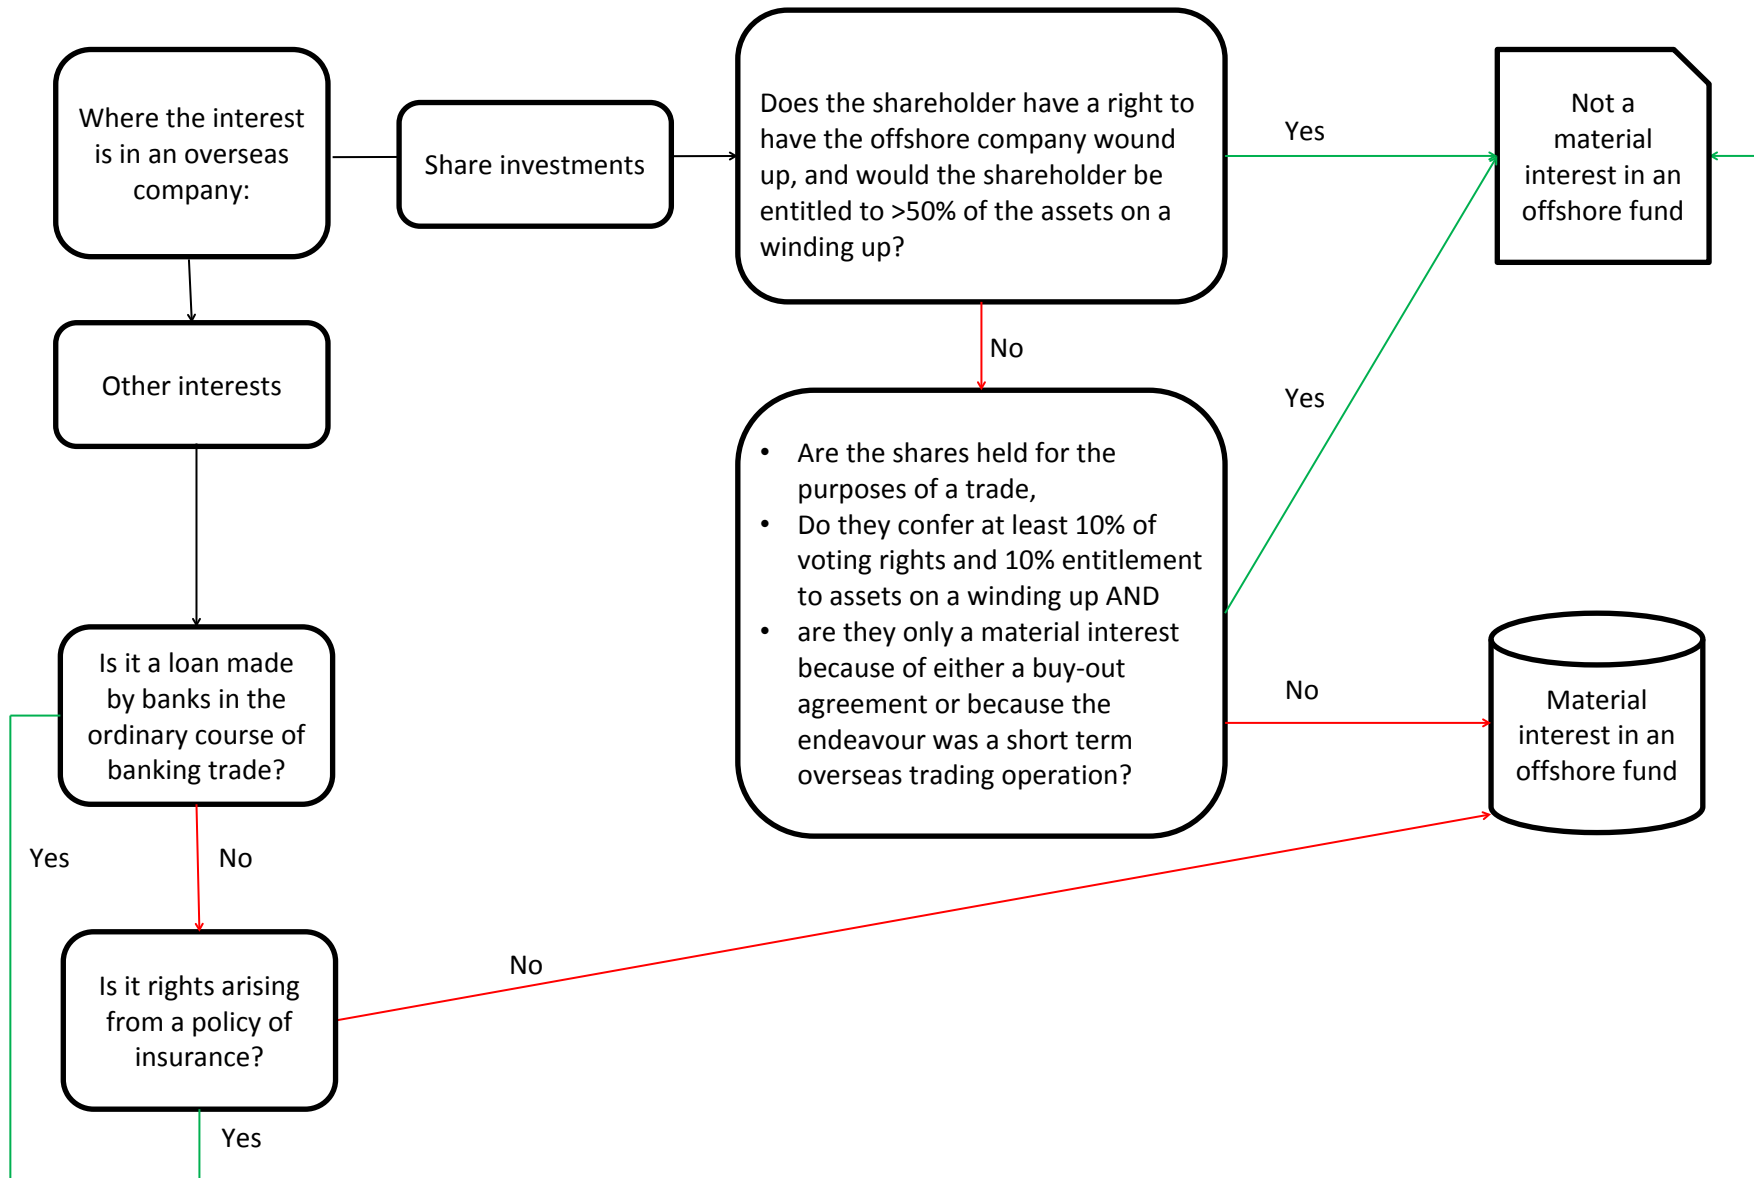 Where the interest
is in an overseas
company:
Share investments
Does the shareholder have a right to
have the offshore company wound
up, and would the shareholder be
entitled to >50% of the assets on a
winding up?
Yes
Not a
material
interest in an
offshore fund
No
Other interests
Yes
• Are the shares held for the
purposes of a trade,
• Do they confer at least 10% of
voting rights and 10% entitlement
to assets on a winding up AND
• are they only a material interest
because of either a buy-out
agreement or because the
endeavour was a short term
overseas trading operation?
No
Material
interest in an
offshore fund
Is it a loan made
by banks in the
ordinary course of
banking trade?
Yes
No
Is it rights arising
from a policy of
insurance?
No
Yes